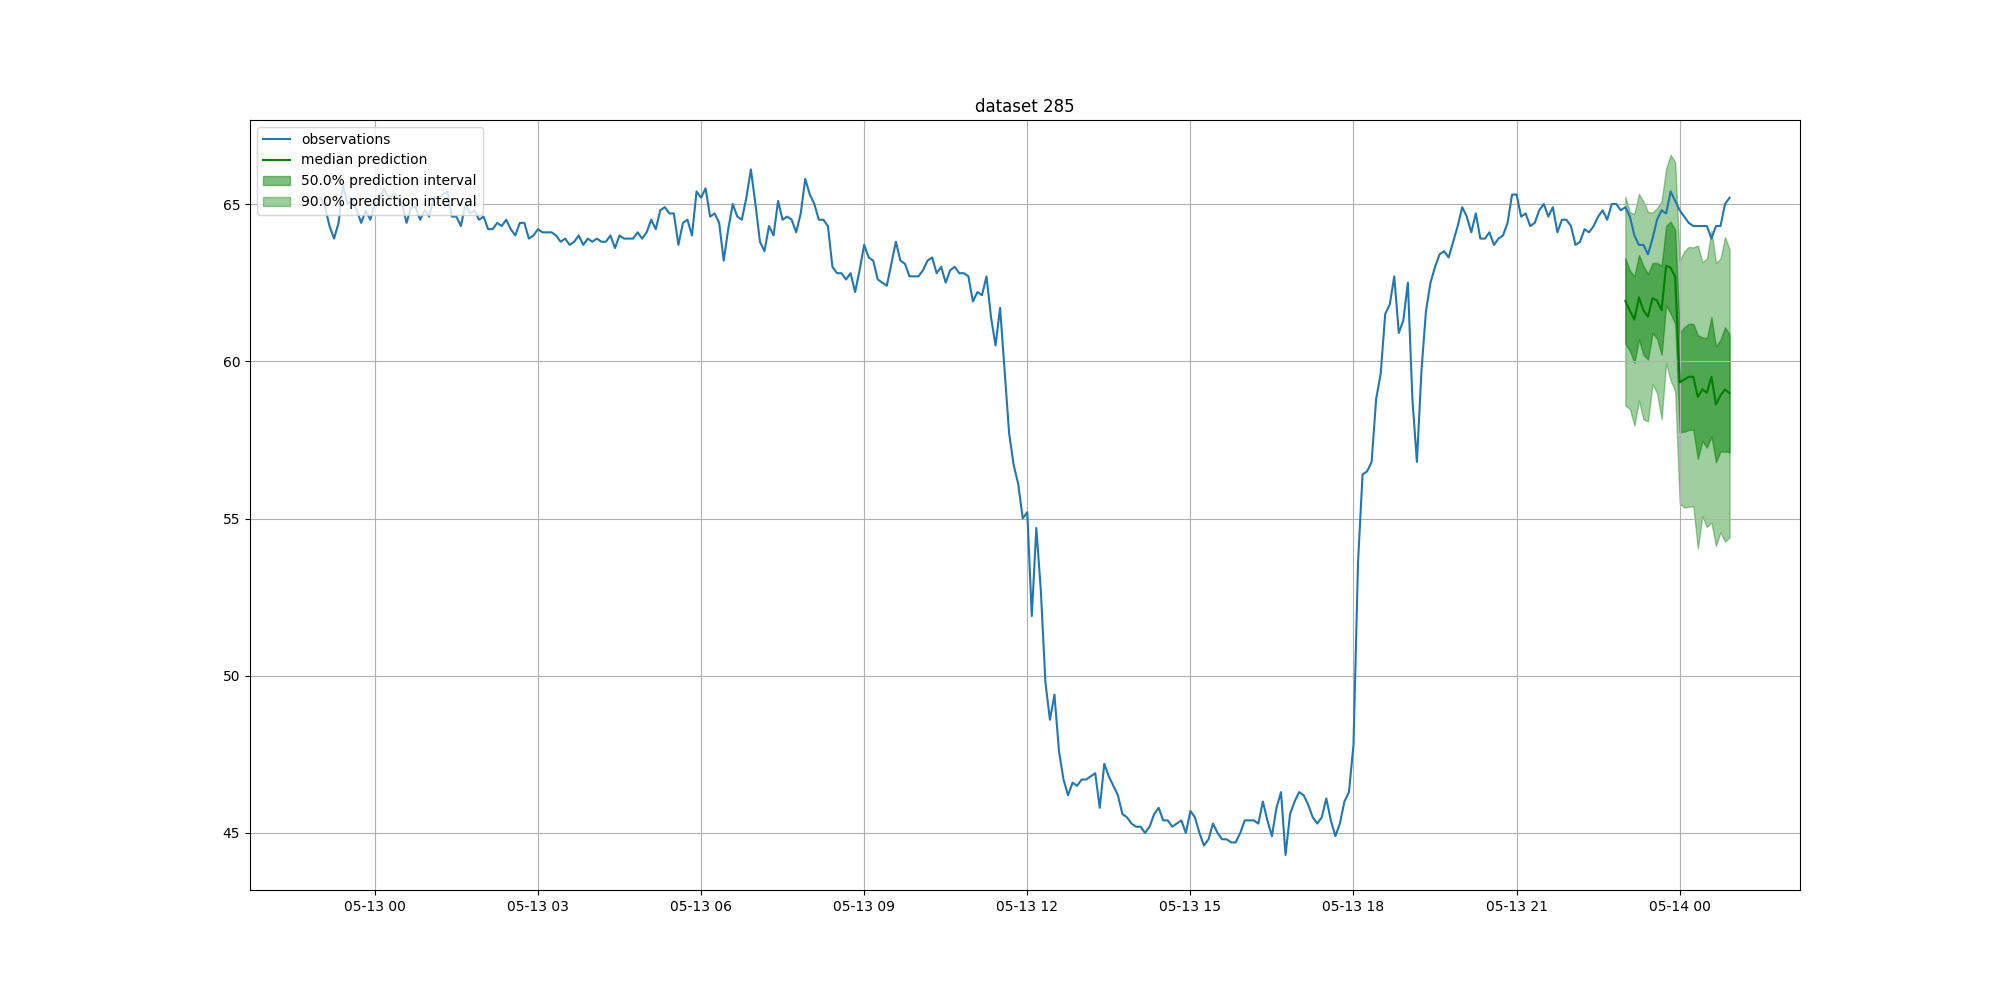 dataset 285
observations
median prediction
50.0% prediction interval
90.0% prediction interval
65
60
55
50
45
05-13 00
05-13 03
05-13 06
05-13 09
05-13 12
05-13 15
05-13 18
05-13 21
05-14 00